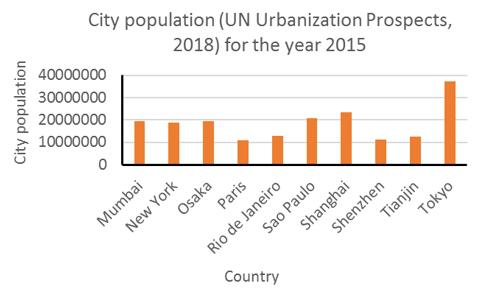 City population (UN Urbanization Prospects,
2018) for the year 2015
City population
40000000
30000000
20000000
10000000
0
Mumbai
New York
Osaka
Paris
Rio de Janeiro
Sao Paulo
Shanghai
Shenzhen
Tianjin
Tokyo
Country